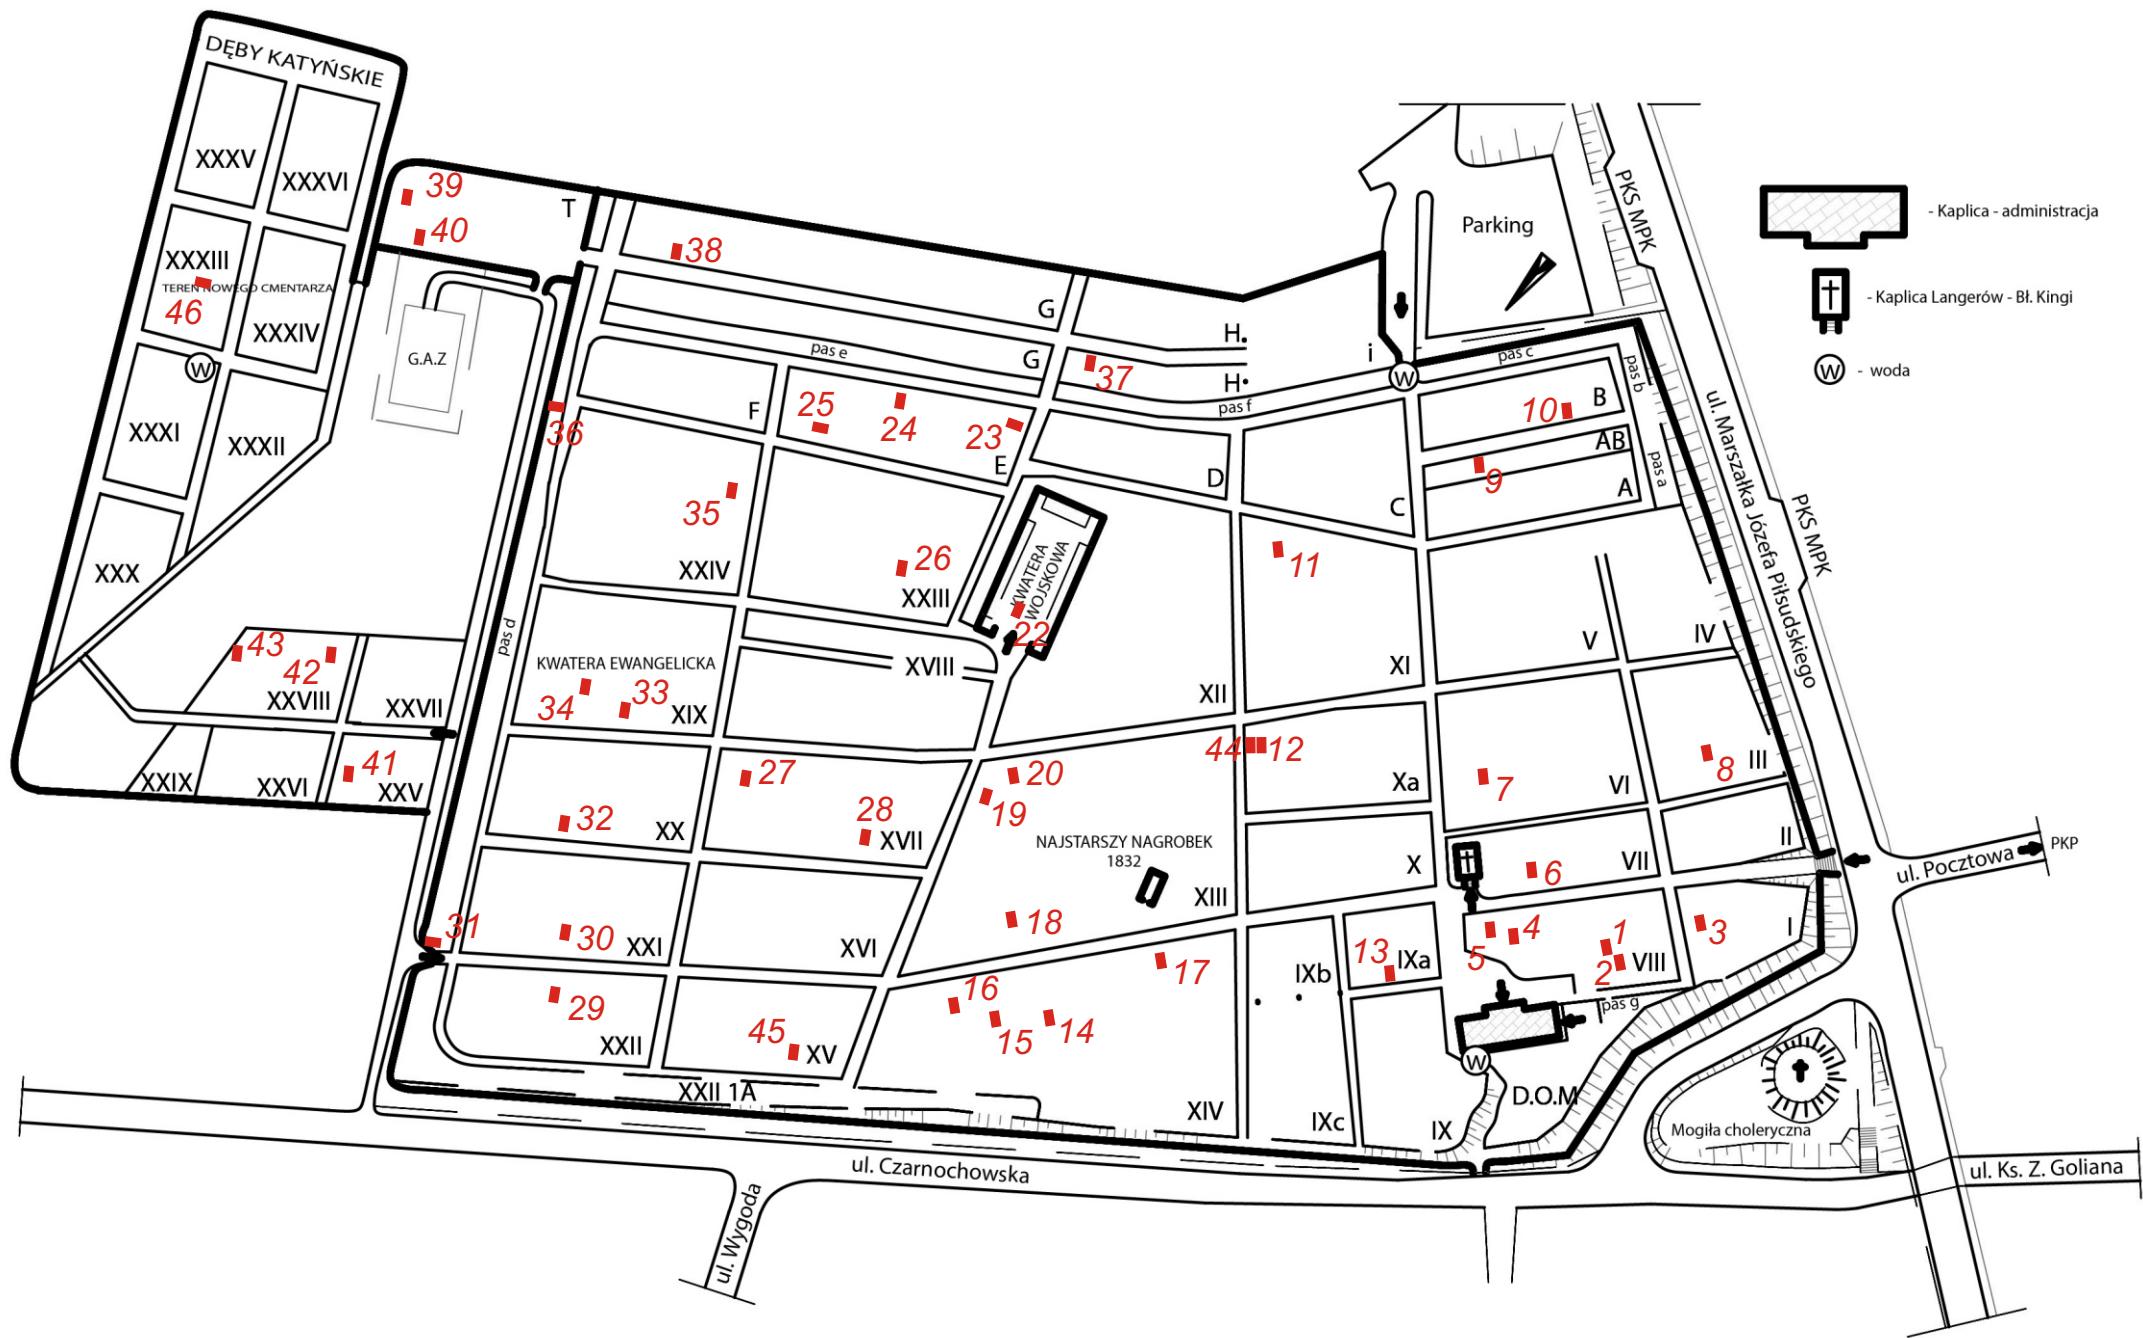 DĘBY KATYŃSKIE
XXXV
XXXVI
39
T
40
38
XXXIII
TEREN NOWEGO CMENTARZA
46
XXXIV
W
G.A.Z
G
H.
G
H.
i
W
pas e
37
pas f
pas c
pas b
Parking
PKS MPK
- Kaplica - administracja
- Kaplica Langerów - Bł. Kingi
W - woda
XXXI
XXXII
36
F
25
24
23
E
D
C
10
B
AB
9
pas a
A
ul. Marszałka Józefa Piłsudskiego
PKS MPK
35
XXIV
26
XXIII
KWATERA
WOJSKOWA
22
11
XXX
pas d
43
42
XXVIII
XXVII
KWATERA EWANGELICKA
34
33
XIX
XVIII
XII
XI
V
IV
XXIX
XXVI
41
XXV
32
XX
27
28
XVII
20
19
44
12
Xa
7
VI
8
III
NAJSTARSZY NAGROBEK
1832
XIII
X
6
VII
II
ul. Pocztowa
PKP
31
30
XXI
XVI
18
17
IXb
13
IXa
5
4
1
2
VIII
3
I
29
XXII
45
XV
16
15
14
pas g
W
D.O.M
XXII 1A
XIV
IXc
IX
Mogiła choleryczna
ul. Czarnochowska
ul. Wygoda
ul. Ks. Z. Goliana